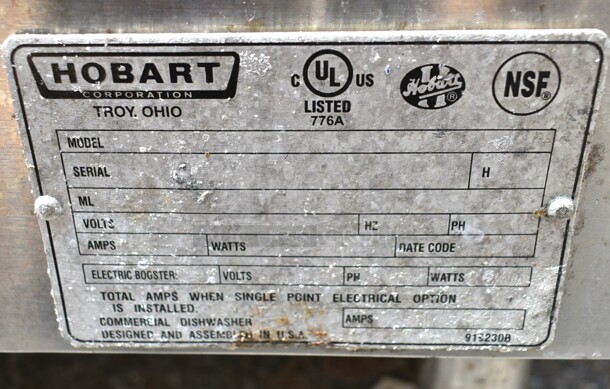 HOBART
CORPORATION
TROY, OHIO
C UL US
LISTED
776A
Hobart
®
NSF®
MODEL
SERIAL H
ML
VOLTS HZ PH
AMPS WATTS DATE CODE
ELECTRIC BOOSTER: VOLTS PH WATTS
TOTAL AMPS WHEN SINGLE POINT ELECTRICAL OPTION
IS INSTALLED. AMPS
COMMERCIAL DISHWASHER
DESIGNED AND ASSEMBLED IN U.S.A.